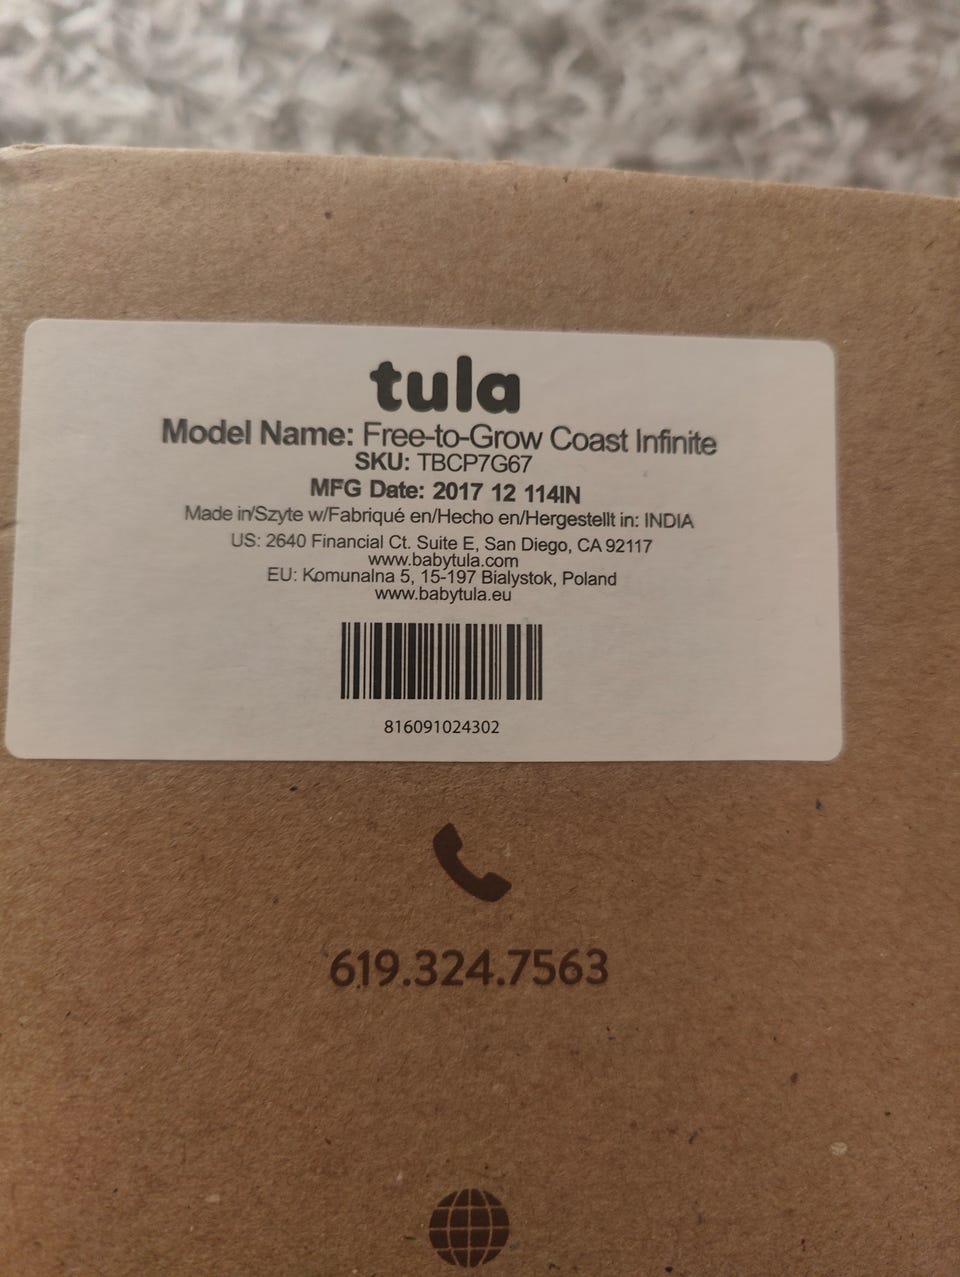 tula
Model Name: Free-to-Grow Coast Infinite
SKU: TBCP7G67
MFG Date: 2017 12 114IN
Made in/Szyte w/Fabriqué en/Hecho en/Hergestellt in: INDIA
US: 2640 Financial Ct. Suite E, San Diego, CA 92117
www.babytula.com
EU: Komunalna 5, 15-197 Bialystok, Poland
www.babytula.eu
816091024302
619.324.7563